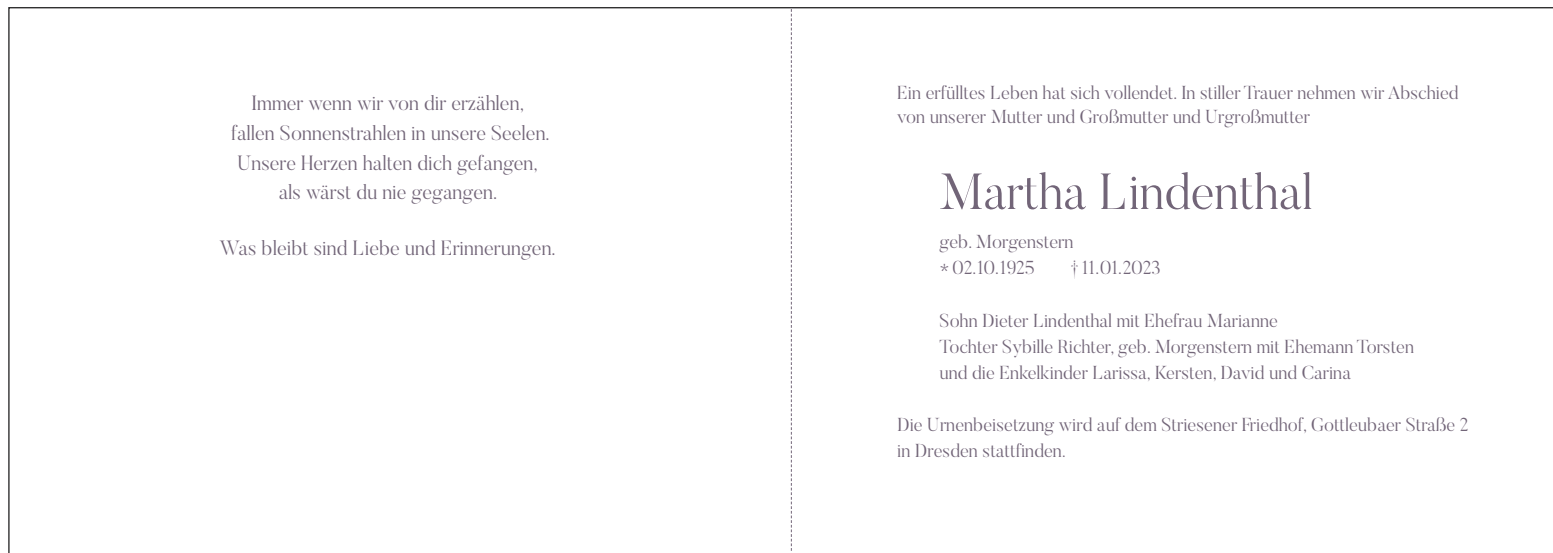 Immer wenn wir von dir erzählen,
fallen Sonnenstrahlen in unsere Seelen.
Unsere Herzen halten dich gefangen,
als wärst du nie gegangen.
Was bleibt sind Liebe und Erinnerungen.
Ein erfülltes Leben hat sich vollendet. In stiller Trauer nehmen wir Abschied
von unserer Mutter und Großmutter und Urgroßmutter
Martha Lindenthal
geb. Morgenstern
* 02.10.1925 † 11.01.2023
Sohn Dieter Lindenthal mit Ehefrau Marianne
Tochter Sybille Richter, geb. Morgenstern mit Ehemann Torsten
und die Enkelkinder Larissa, Kersten, David und Carina
Die Urnenbeisetzung wird auf dem Striesener Friedhof, Gottleubaer Straße 2
in Dresden stattfinden.